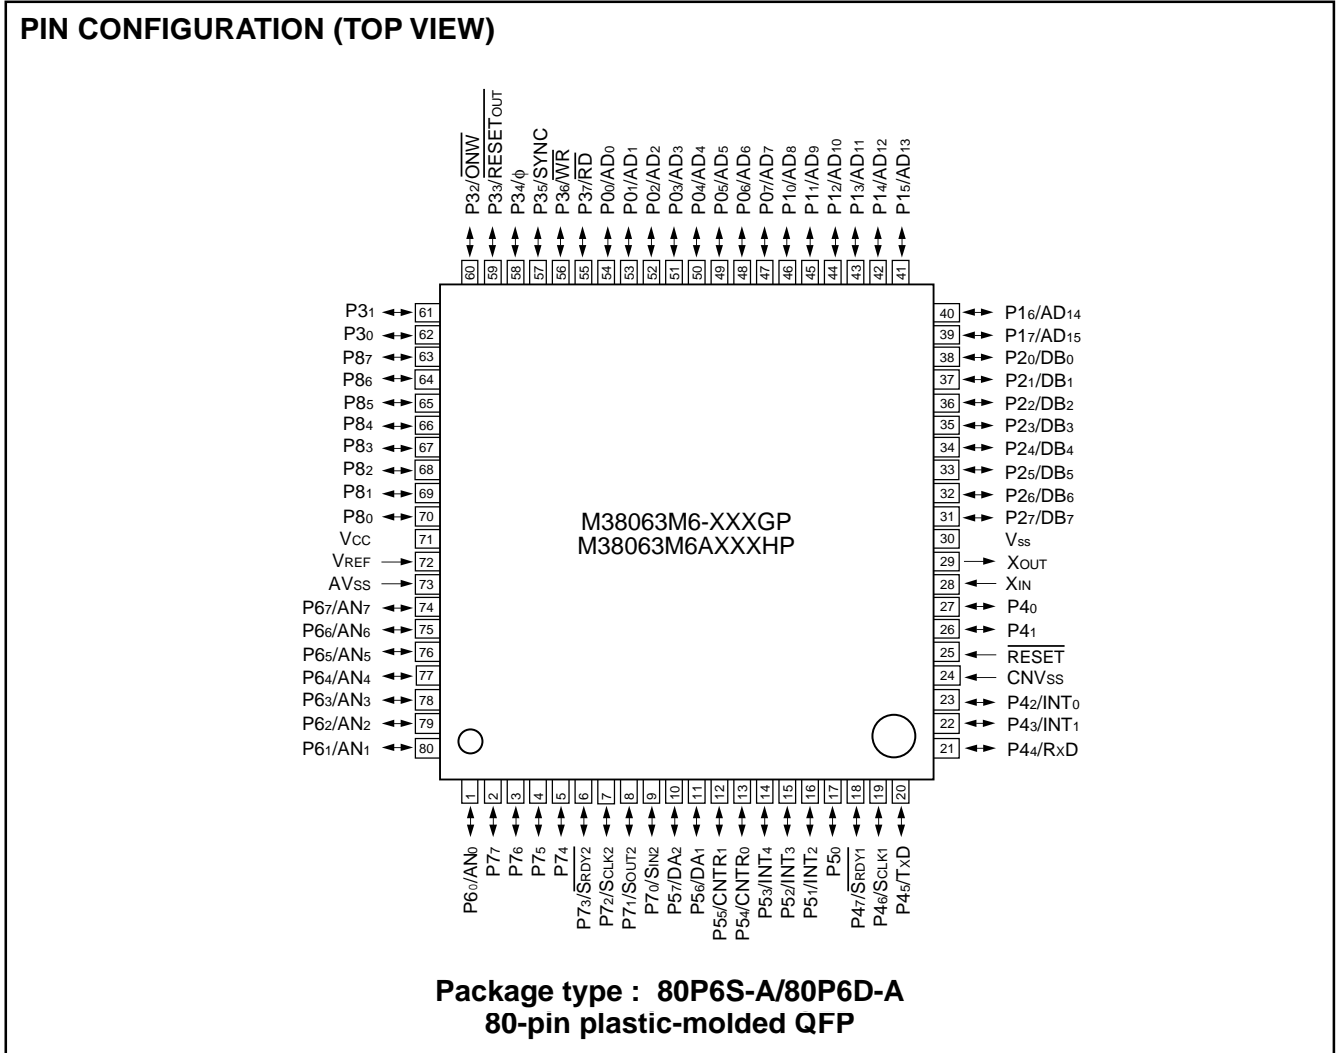 PIN CONFIGURATION (TOP VIEW)
P32/ONW
P33/RESETOUT
P34/ϕ
P35/SYNC
P36/WR
P37/RD
P00/AD0
P01/AD1
P02/AD2
P03/AD3
P04/AD4
P05/AD5
P06/AD6
P07/AD7
P10/AD8
P11/AD9
P12/AD10
P13/AD11
P14/AD12
P15/AD13
60 59 58 57 56 55 54 53 52 51 50 49 48 47 46 45 44 43 42 41
P31 61
P30 62
P87 63
P86 64
P85 65
P84 66
P83 67
P82 68
P81 69
P80 70
VCC 71
VREF 72
AVSS 73
P67/AN7 74
P66/AN6 75
P65/AN5 76
P64/AN4 77
P63/AN3 78
P62/AN2 79
P61/AN1 80
M38063M6-XXXGP
M38063M6AXXXHP
40 P16/AD14
39 P17/AD15
38 P20/DB0
37 P21/DB1
36 P22/DB2
35 P23/DB3
34 P24/DB4
33 P25/DB5
32 P26/DB6
31 P27/DB7
30 Vss
29 XOUT
28 XIN
27 P40
26 P41
25 RESET
24 CNVSS
23 P42/INT0
22 P43/INT1
21 P44/RXD
1 2 3 4 5 6 7 8 9 10 11 12 13 14 15 16 17 18 19 20
P60/AN0
P77
P76
P75
P74
P73/SRDY2
P72/SCLK2
P71/SOUT2
P70/SIN2
P57/DA2
P56/DA1
P55/CNTR1
P54/CNTR0
P53/INT4
P52/INT3
P51/INT2
P50
P47/SRDY1
P46/SCLK1
P45/TXD
Package type : 80P6S-A/80P6D-A
80-pin plastic-molded QFP